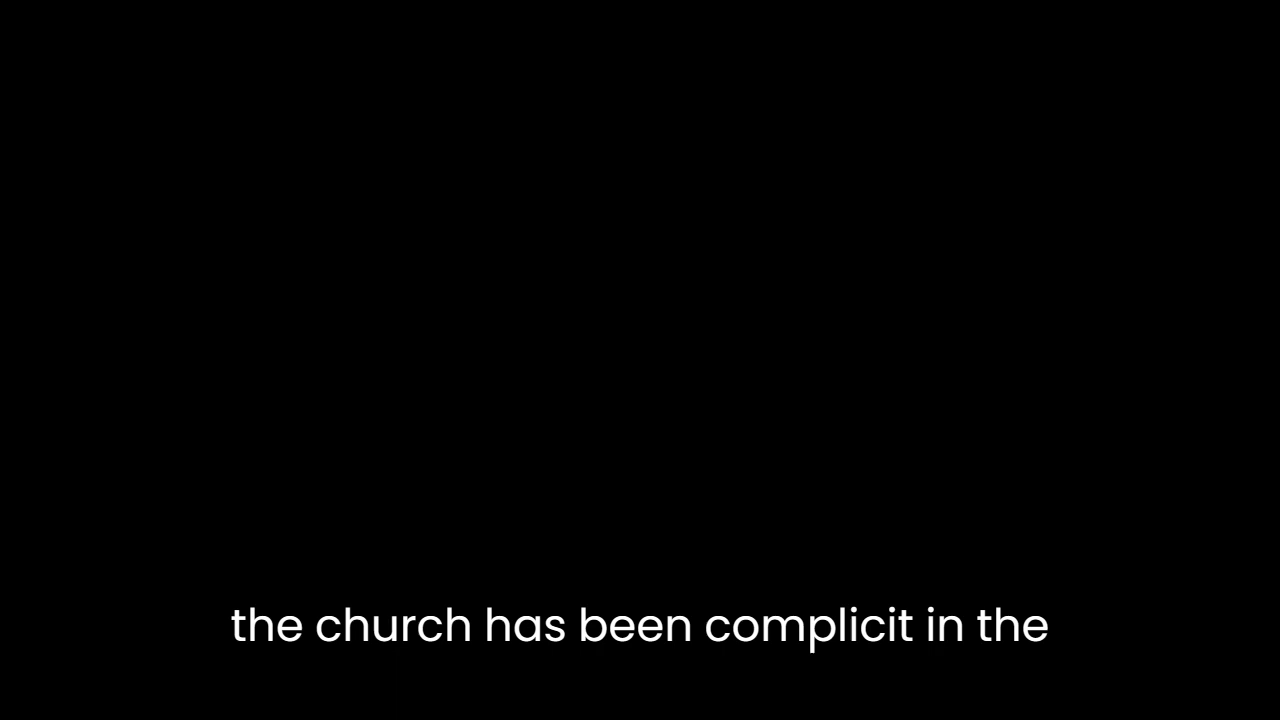 the church has been complicit in the